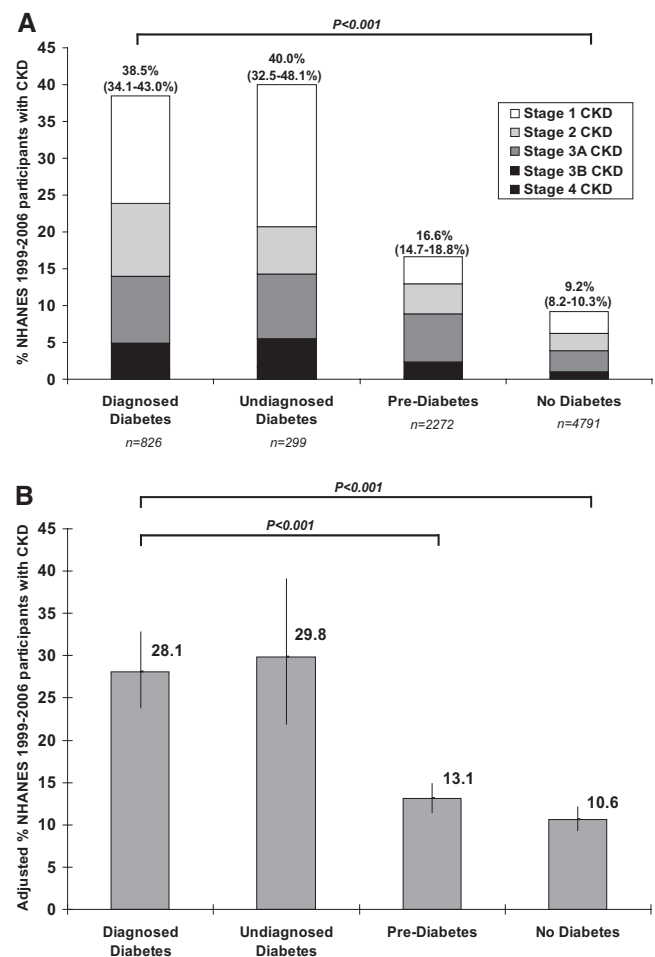 A
P<0.001
% NHANES 1999-2006 participants with CKD
45
40
35
30
25
20
15
10
5
0
38.5%
(34.1-43.0%)
40.0%
(32.5-48.1%)
16.6%
(14.7-18.8%)
9.2%
(8.2-10.3%)
Stage 1 CKD
Stage 2 CKD
Stage 3A CKD
Stage 3B CKD
Stage 4 CKD
Diagnosed
Diabetes
n=826
Undiagnosed
Diabetes
n=299
Pre-Diabetes
n=2272
No Diabetes
n=4791
B
P<0.001
P<0.001
Adjusted % NHANES 1999-2006 participants with CKD
45
40
35
30
25
20
15
10
5
0
28.1
29.8
13.1
10.6
Diagnosed
Diabetes
Undiagnosed
Diabetes
Pre-Diabetes
No Diabetes